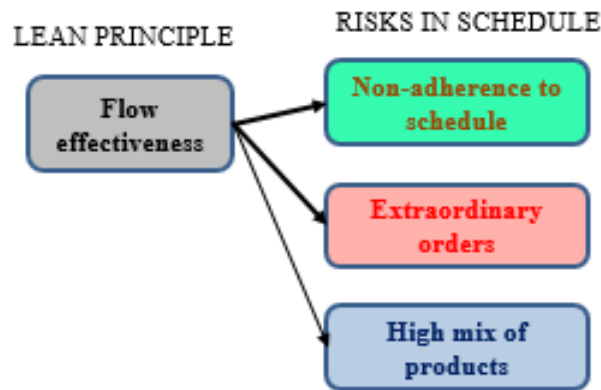 LEAN PRINCIPLE
RISKS IN SCHEDULE
Flow
effectiveness
Non-adherence to
schedule
Extraordinary
orders
High mix of
products